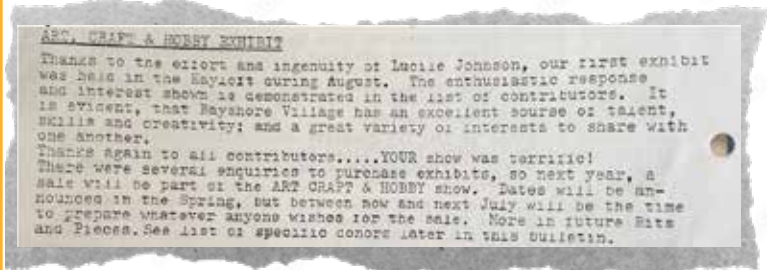 ART, CRAFT & HOBBY EXHIBIT
Thanks to the effort and ingenuity of Lucile Johnson, our first exhibit
was held in the Hayloft during August. The enthusiastic response
and interest shown is demonstrated in the list of contributors. It
is evident, that Bayshore Village has an excellent sourse of talent,
skills and creativity; and a great variety of interests to share with
one another.
Thanks again to all contributors.....YOUR show was terrific!
There were several enquiries to purchase exhibits, so next year, a
sale will be part of the ART CRAFT & HOBBY show. Dates will be an-
nounced in the Spring, but between now and next July will be the time
to prepare whatever anyone wishes for the sale. More in future Bits
and Pieces. See list of specific donors later in this bulletin.